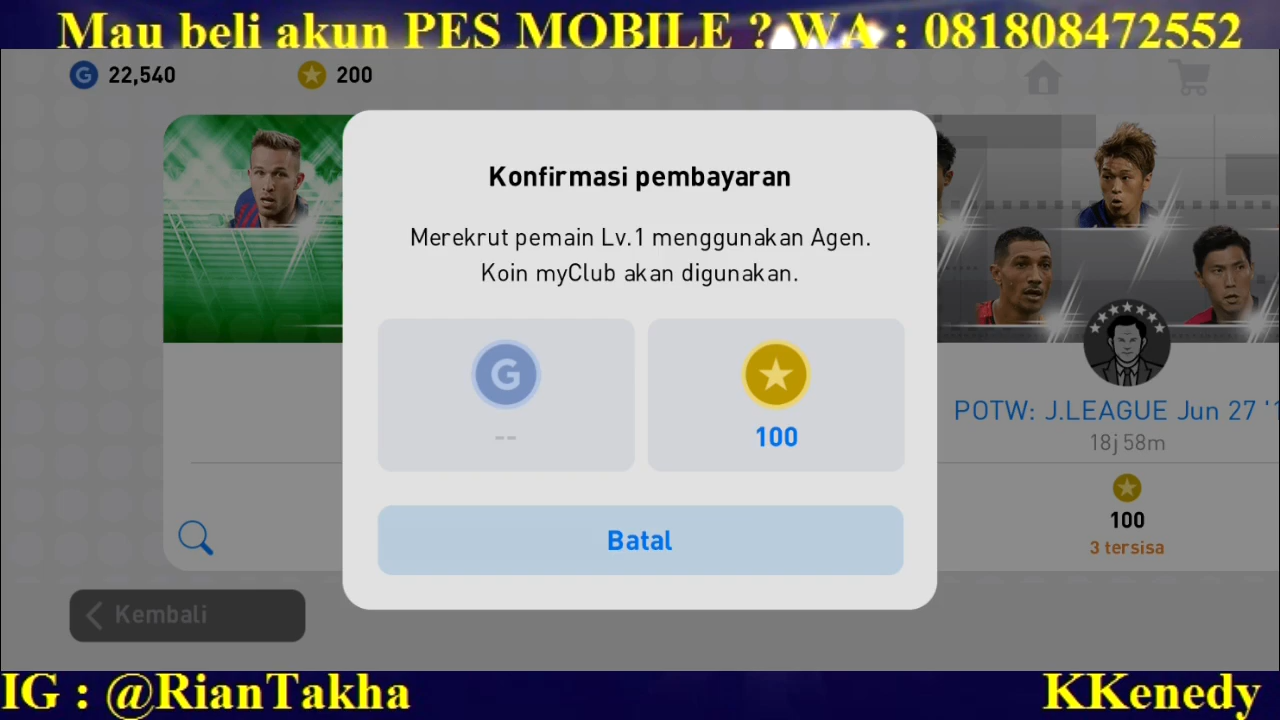 Mau beli akun PES MOBILE ? WA : 081808472552
G 22,540
200
Konfirmasi pembayaran
Merekrut pemain Lv.1 menggunakan Agen.
Koin myClub akan digunakan.
G
--
100
Batal
POTW: J.LEAGUE Jun 27 '
18j 58m
100
3 tersisa
Kembali
IG : @RianTakha
KKenedy